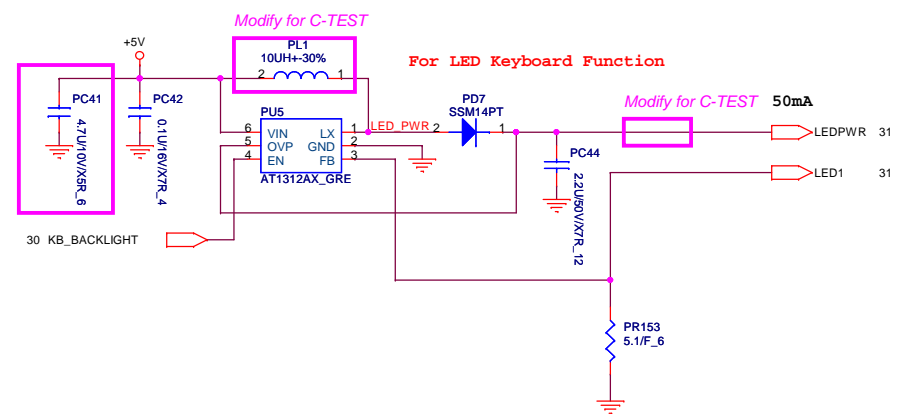 Modify for C-TEST
+5V
PL1
10UH+-30%
2
1
For LED Keyboard Function
PC41
4.7U/10V/X5R_6
PC42
0.1U/16V/X7R_4
PU5
6 VIN LX 1
5 OVP GND 2
4 EN FB 3
AT1312AX_GRE
LED_PWR
2
PD7
SSM14PT
1
Modify for C-TEST
50mA
LEDPWR 31
PC44
2.2U/50V/X7R_12
LED1 31
30 KB_BACKLIGHT
PR153
5.1/F_6